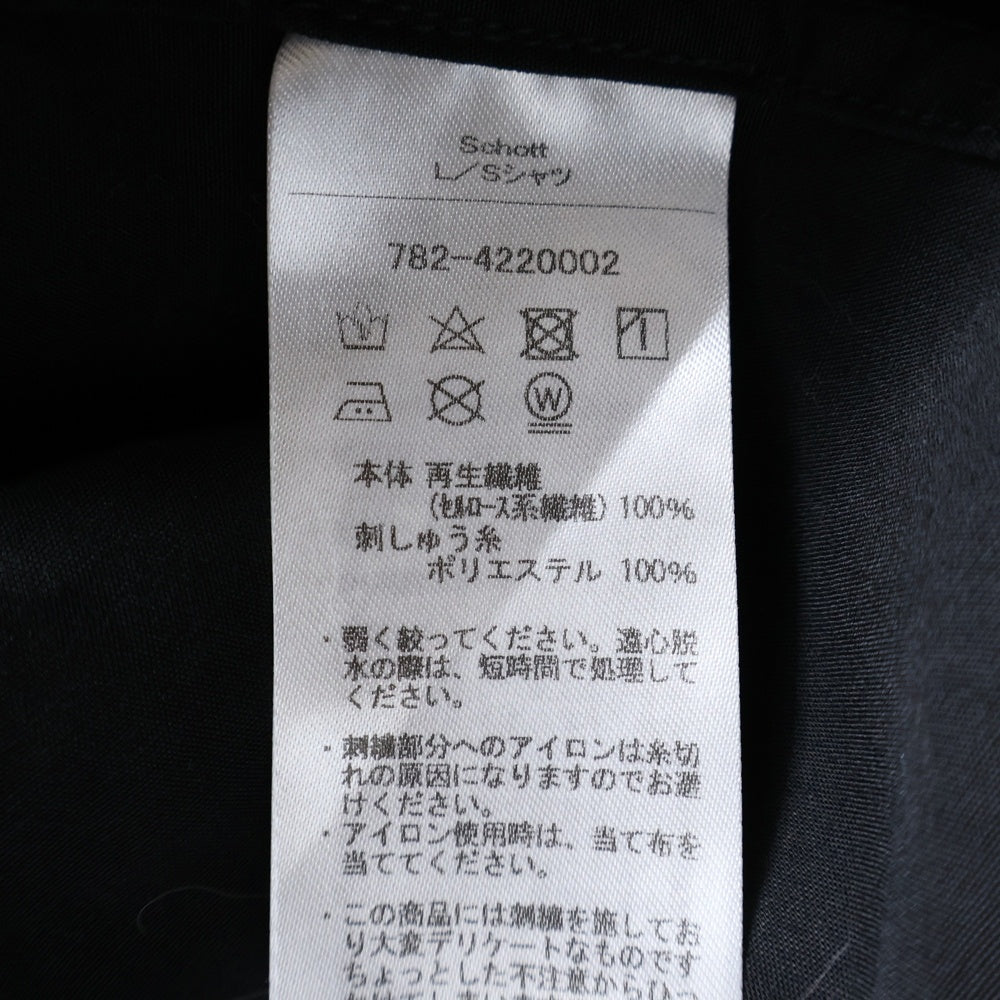 Schott
L／Sシャツ
782-4220002
W
本体 再生繊維
(ｾﾙﾛｰｽ系繊維) 100%
刺しゅう糸
ポリエステル 100%
・弱く絞ってください。遠心脱
水の際は、短時間で処理して
ください。
・刺繍部分へのアイロンは糸切
れの原因になりますのでお避
けください。
・アイロン使用時は、当て布を
当ててください。
・この商品には刺繍を施してお
り大変デリケートなものです
ちょっとした不注意からひっ